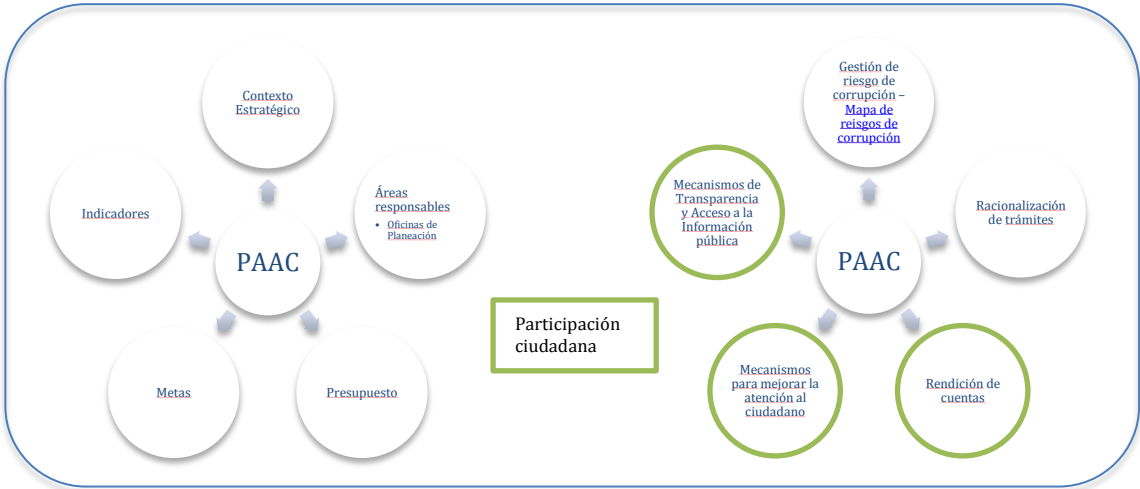 Contexto
Estratégico
Indicadores
Áreas
responsables
• Oficinas de
Planeación
PAAC
Metas
Presupuesto
Participación
ciudadana
Gestión de
riesgo de
corrupción –
Mapa de
reisgos de
corrupción
Mecanismos de
Transparencia
y Acceso a la
Información
pública
Racionalización
de trámites
PAAC
Mecanismos
para mejorar la
atención al
ciudadano
Rendición de
cuentas